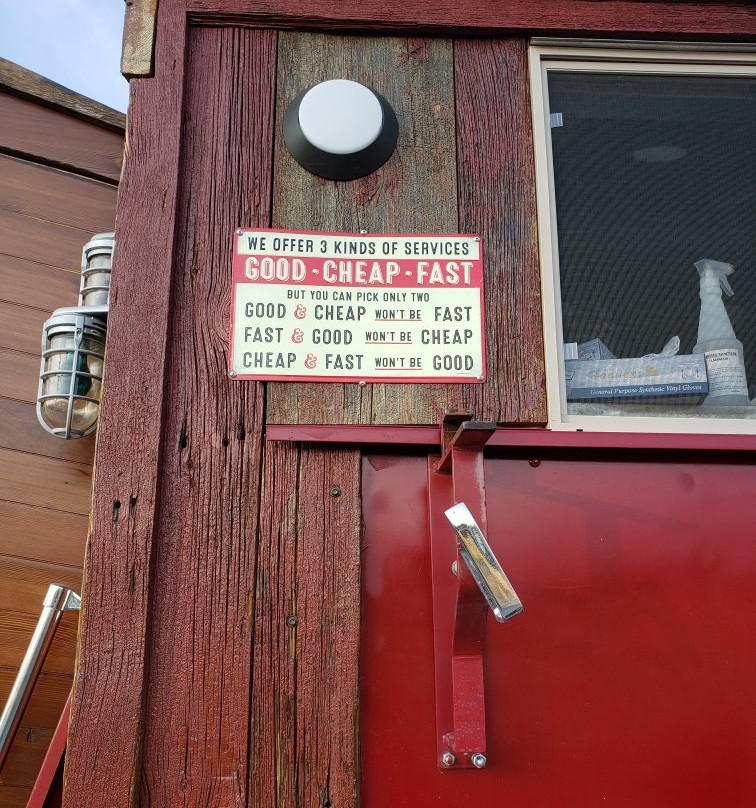 WE OFFER 3 KINDS OF SERVICES
GOOD · CHEAP · FAST
BUT YOU CAN PICK ONLY TWO
GOOD & CHEAP WON'T BE FAST
FAST & GOOD WON'T BE CHEAP
CHEAP & FAST WON'T BE GOOD
General Purpose Synthetic Vinyl Gloves